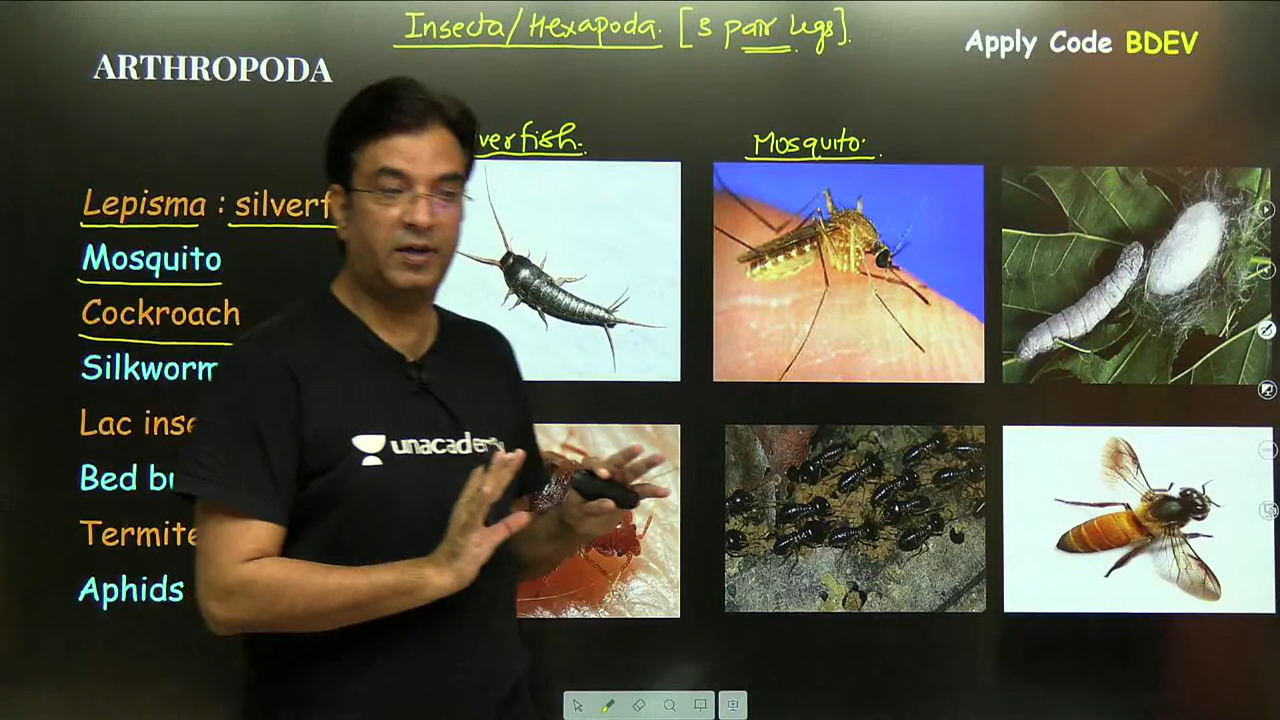 Insecta/Hexapoda. [3 pair legs].
Apply Code BDEV
ARTHROPODA
verfish.
Mosquito.
Lepisma : silverf
Mosquito
Cockroach
Silkworm
Lac inse
Bed bu
Termite
Aphids
unacademy